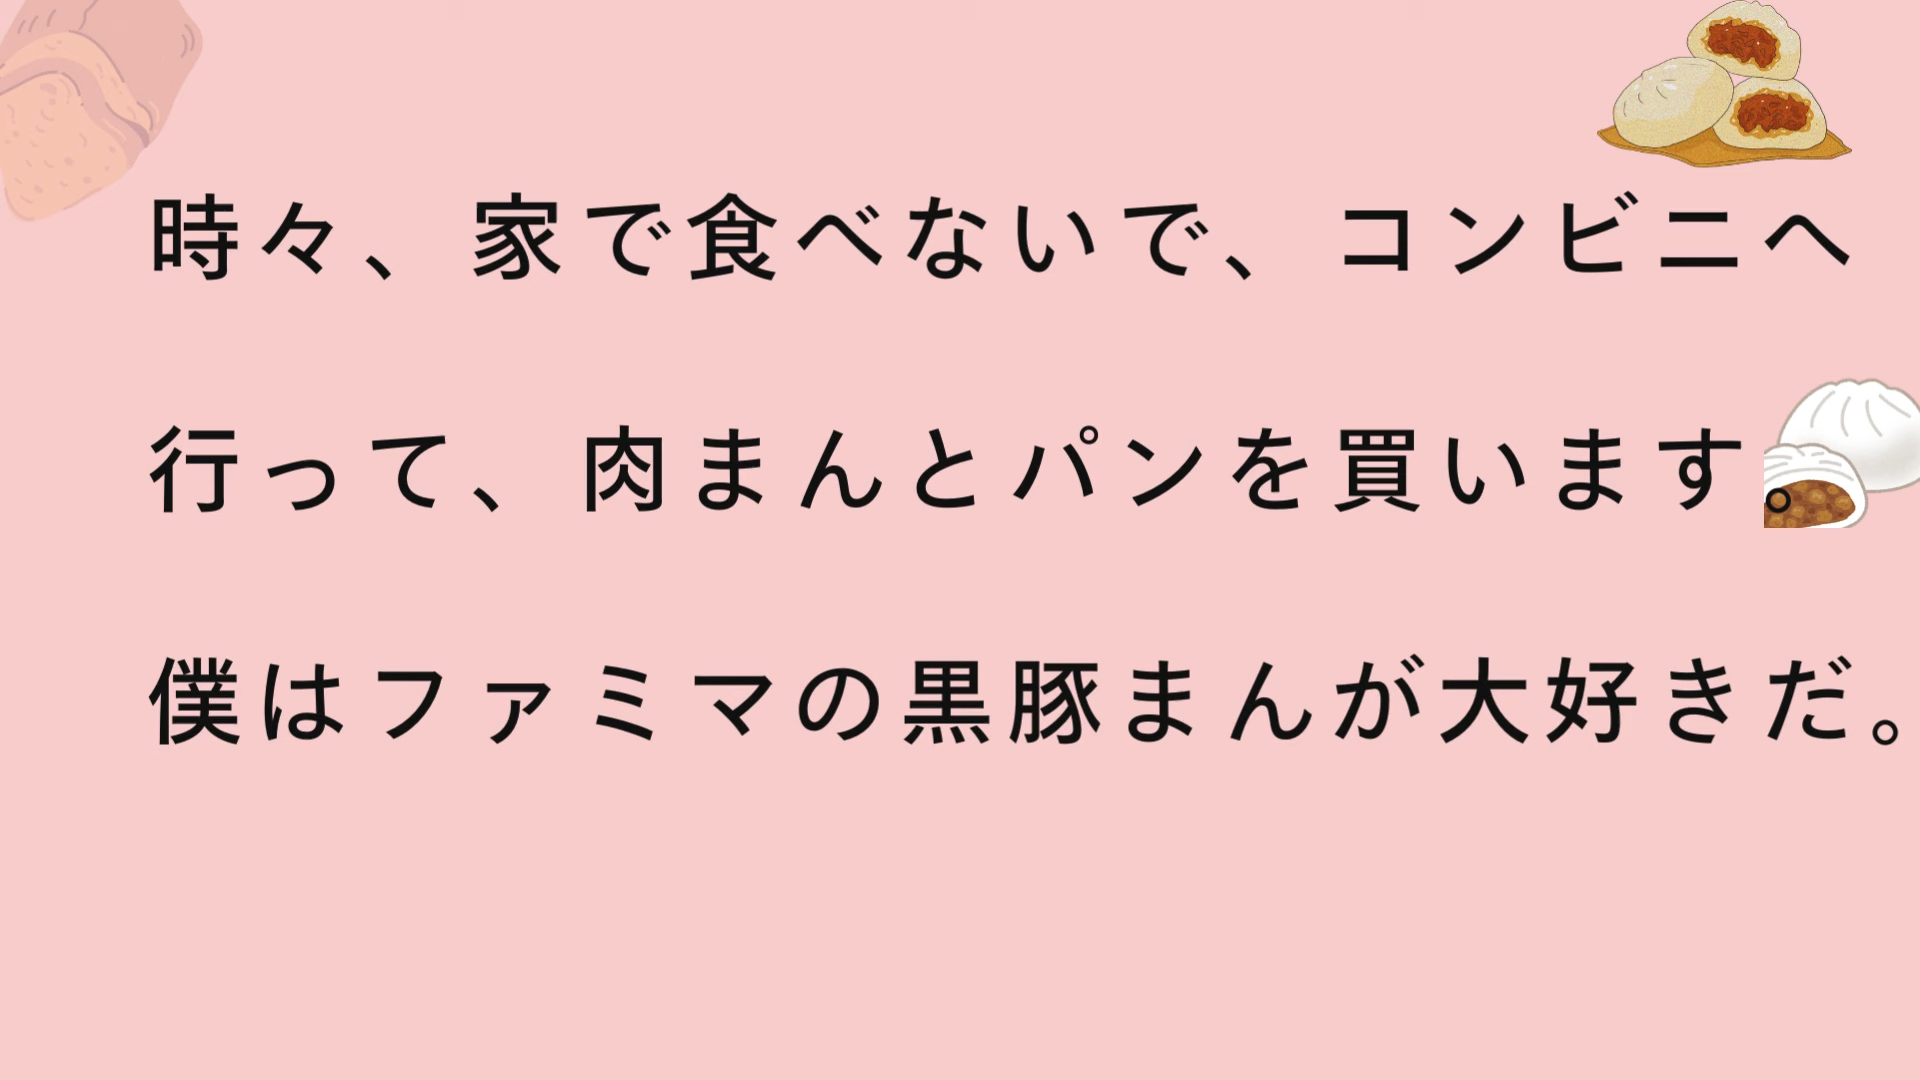 時々、家で食べないで、コンビニへ
行って、肉まんとパンを買います。
僕はファミマの黒豚まんが大好きだ。